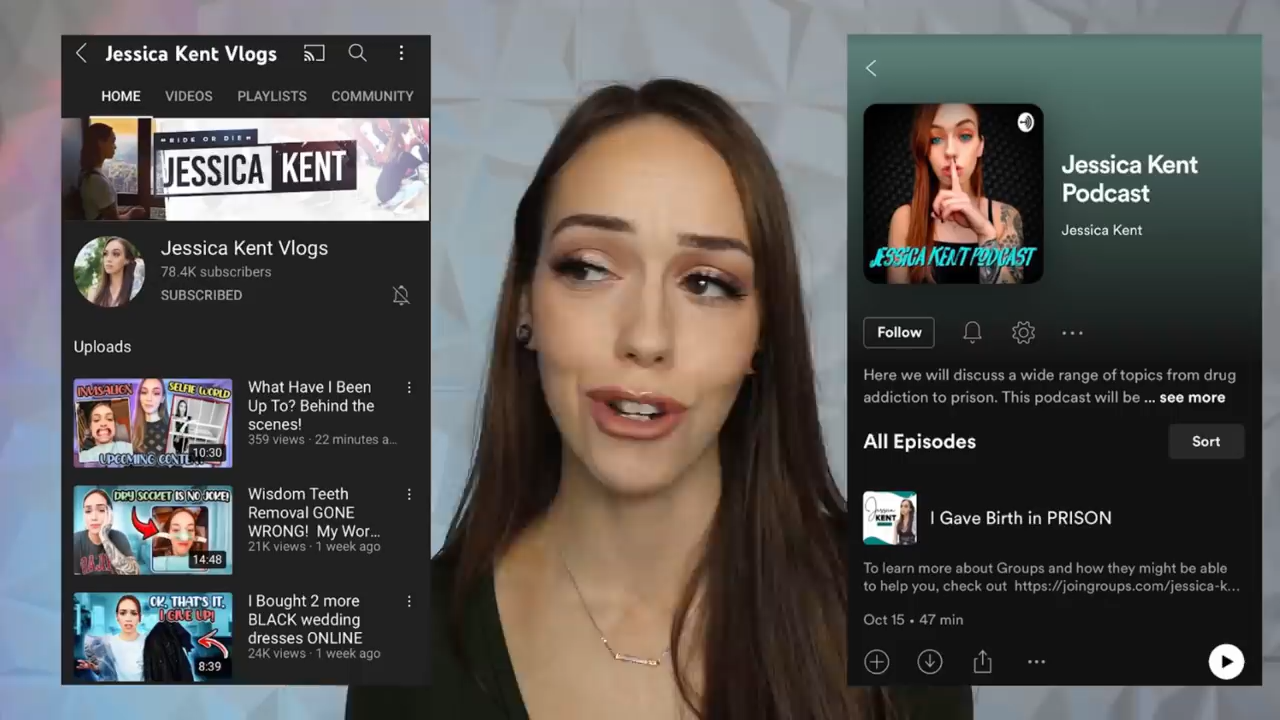 Jessica Kent Vlogs
HOME VIDEOS PLAYLISTS COMMUNITY
RIDE OR DIE
JESSICA KENT
Jessica Kent Vlogs
78.4K subscribers
SUBSCRIBED
Uploads
INVISALIGN
SELFIE WORLD
UPCOMING CONTE
10:30
What Have I Been
Up To? Behind the
scenes!
359 views · 22 minutes a...
DRY SOCKET IS NO JOKE!
14:48
Wisdom Teeth
Removal GONE
WRONG! My Wor...
21K views · 1 week ago
OK, THAT'S IT,
I GIVE UP!
8:39
I Bought 2 more
BLACK wedding
dresses ONLINE
24K views · 1 week ago
JESSICA KENT PODCAST
Jessica Kent
Podcast
Jessica Kent
Follow
Here we will discuss a wide range of topics from drug
addiction to prison. This podcast will be ... see more
All Episodes
Sort
Jessica
KENT
I Gave Birth in PRISON
To learn more about Groups and how they might be able
to help you, check out https://joingroups.com/jessica-k...
Oct 15 • 47 min